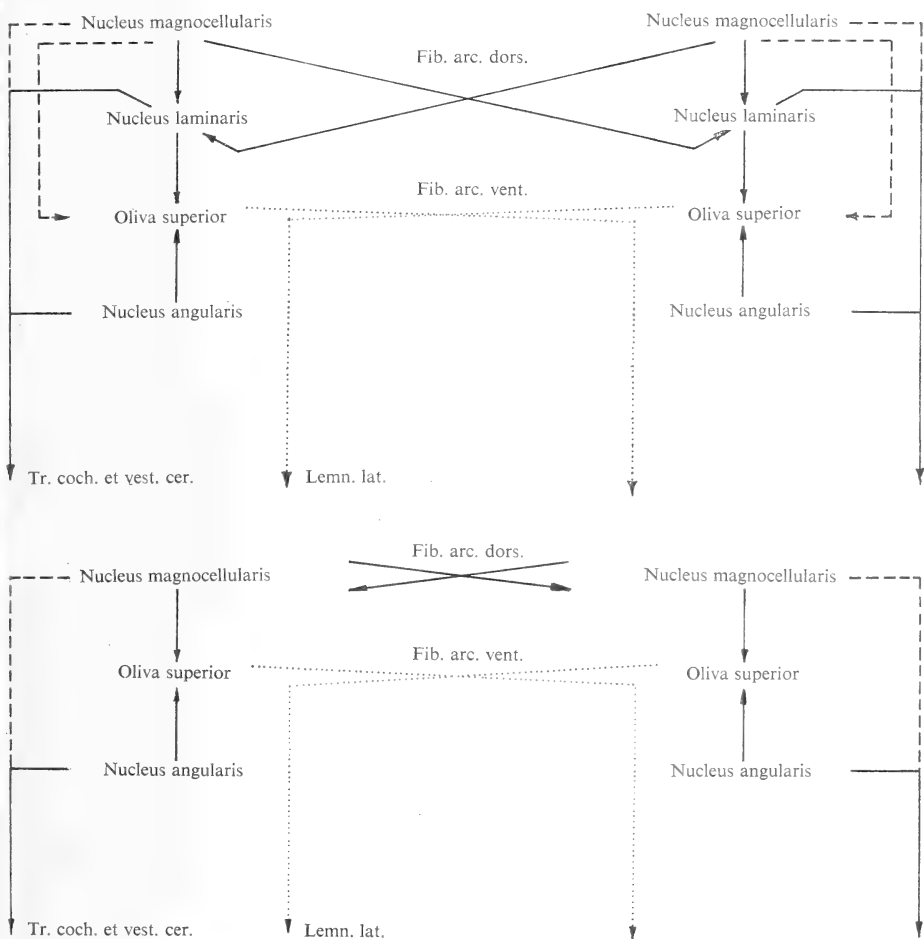 Nucleus magnocellularis Nucleus magnocellularis
Fib. arc. dors.
Nucleus laminaris Nucleus laminaris
Fib. arc. vent.
Oliva superior Oliva superior
Nucleus angularis Nucleus angularis
Tr. coch. et vest. cer. Lemn. lat.
Fib. arc. dors.
Nucleus magnocellularis Nucleus magnocellularis
Fib. arc. vent.
Oliva superior Oliva superior
Nucleus angularis Nucleus angularis
Tr. coch. et vest. cer. Lemn. lat.